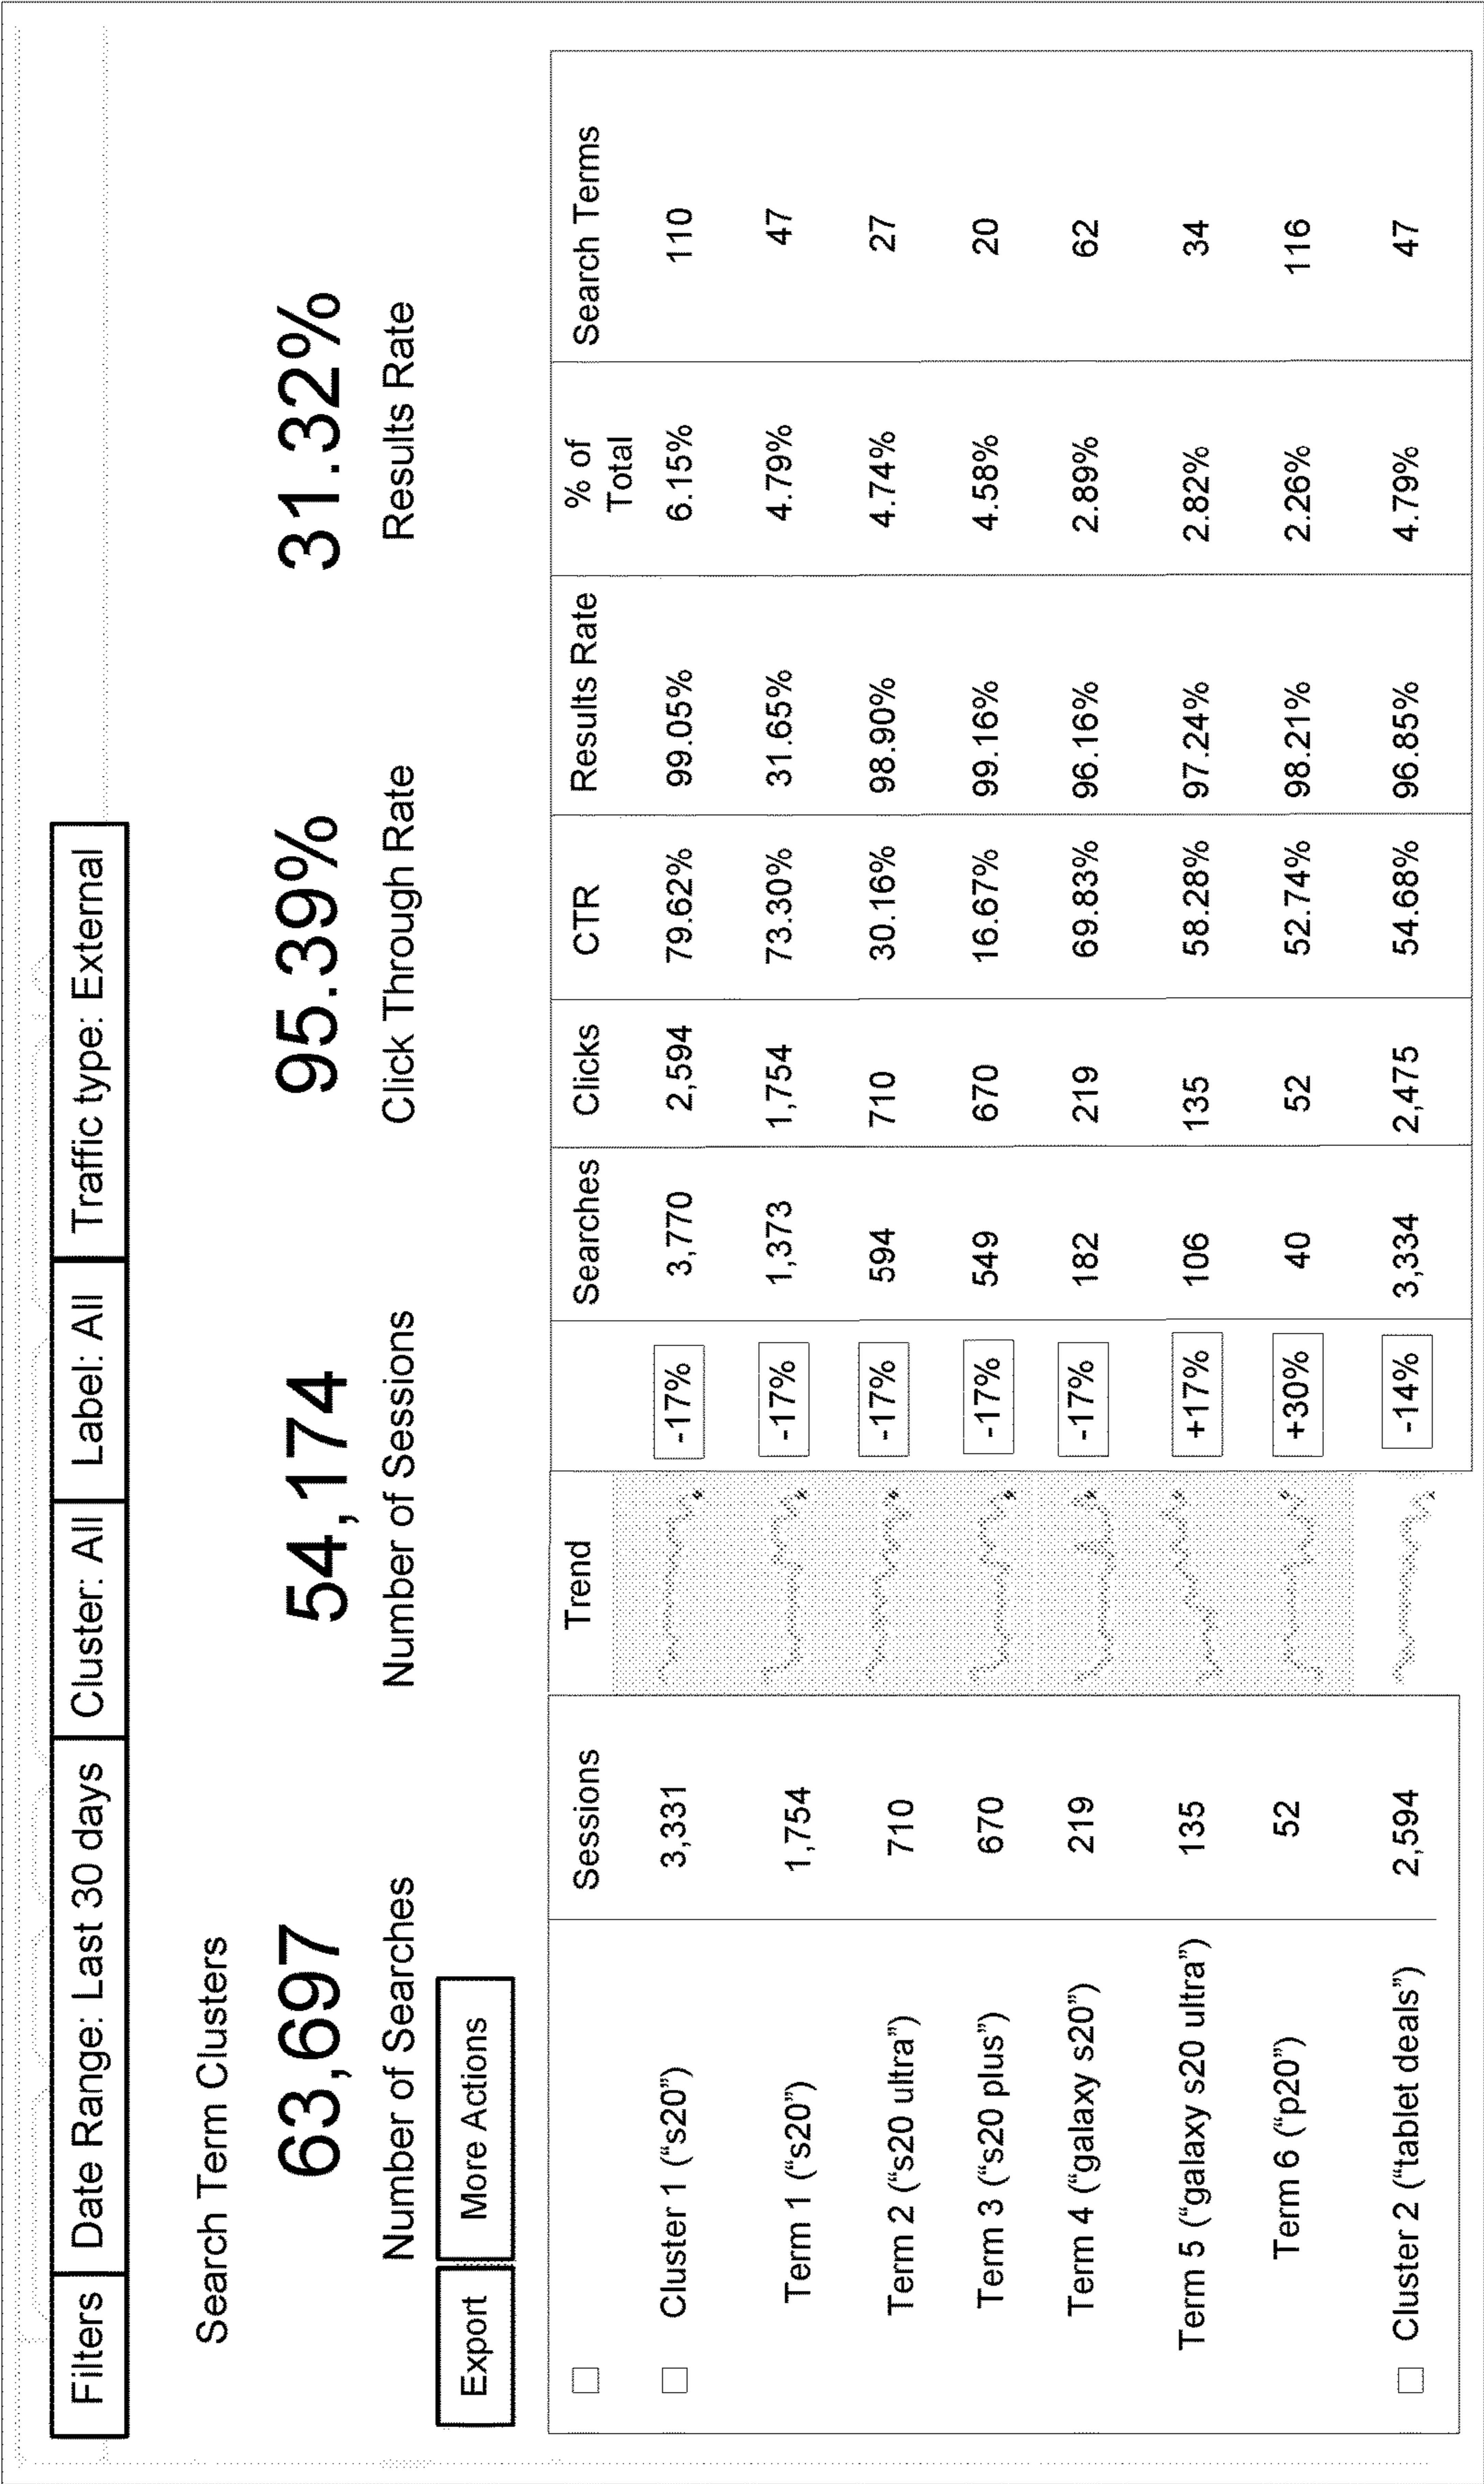 Filters Date Range: Last 30 days Cluster: All Label: All Traffic type: External
Search Term Clusters
63,697 54,174 95.39% 31.32%
Number of Searches Number of Sessions Click Through Rate Results Rate
Export More Actions
Sessions Trend Searches Clicks CTR Results Rate % of Total Search Terms
Cluster 1 (“s20”) 3,331 -17% 3,770 2,594 79.62% 99.05% 6.15% 110
Term 1 (“s20”) 1,754 -17% 1,373 1,754 73.30% 31.65% 4.79% 47
Term 2 (“s20 ultra”) 710 -17% 594 710 30.16% 98.90% 4.74% 27
Term 3 (“s20 plus”) 670 -17% 549 670 16.67% 99.16% 4.58% 20
Term 4 (“galaxy s20”) 219 -17% 182 219 69.83% 96.16% 2.89% 62
Term 5 (“galaxy s20 ultra”) 135 +17% 106 135 58.28% 97.24% 2.82% 34
Term 6 (“p20”) 52 +30% 40 52 52.74% 98.21% 2.26% 116
Cluster 2 (“tablet deals”) 2,594 -14% 3,334 2,475 54.68% 96.85% 4.79% 47